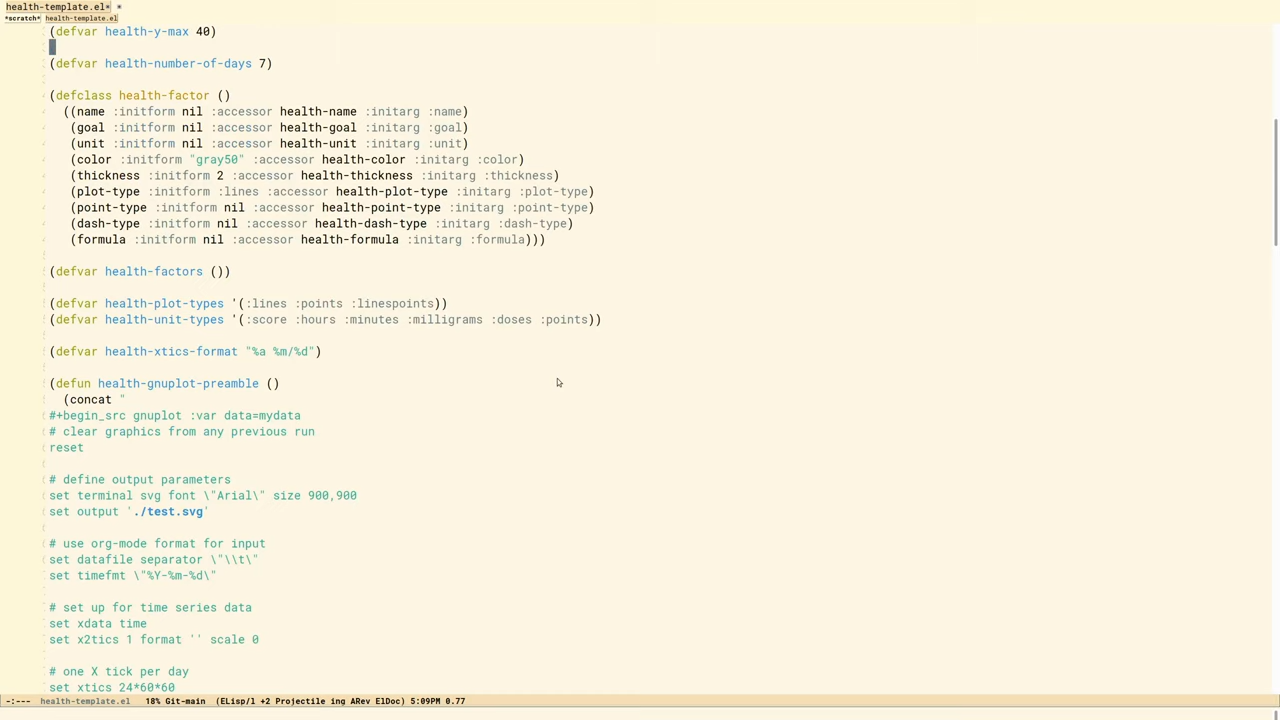 health-template.el* *
*scratch* health-template.el
(defvar health-y-max 40)
(defvar health-number-of-days 7)
(defclass health-factor ()
((name :initform nil :accessor health-name :initarg :name)
(goal :initform nil :accessor health-goal :initarg :goal)
(unit :initform nil :accessor health-unit :initarg :unit)
(color :initform "gray50" :accessor health-color :initarg :color)
(thickness :initform 2 :accessor health-thickness :initarg :thickness)
(plot-type :initform :lines :accessor health-plot-type :initarg :plot-type)
(point-type :initform nil :accessor health-point-type :initarg :point-type)
(dash-type :initform nil :accessor health-dash-type :initarg :dash-type)
(formula :initform nil :accessor health-formula :initarg :formula)))
(defvar health-factors ())
(defvar health-plot-types '(:lines :points :linespoints))
(defvar health-unit-types '(:score :hours :minutes :milligrams :doses :points))
(defvar health-xtics-format "%a %m/%d")
(defun health-gnuplot-preamble ()
(concat "
#+begin_src gnuplot :var data=mydata
# clear graphics from any previous run
reset
# define output parameters
set terminal svg font \"Arial\" size 900,900
set output './test.svg'
# use org-mode format for input
set datafile separator \"\\t\"
set timefmt \"%Y-%m-%d\"
# set up for time series data
set xdata time
set x2tics 1 format '' scale 0
# one X tick per day
set xtics 24*60*60
-:--- health-template.el 18% Git-main (ELisp/l +2 Projectile ing ARev ElDoc) 5:09PM 0.77